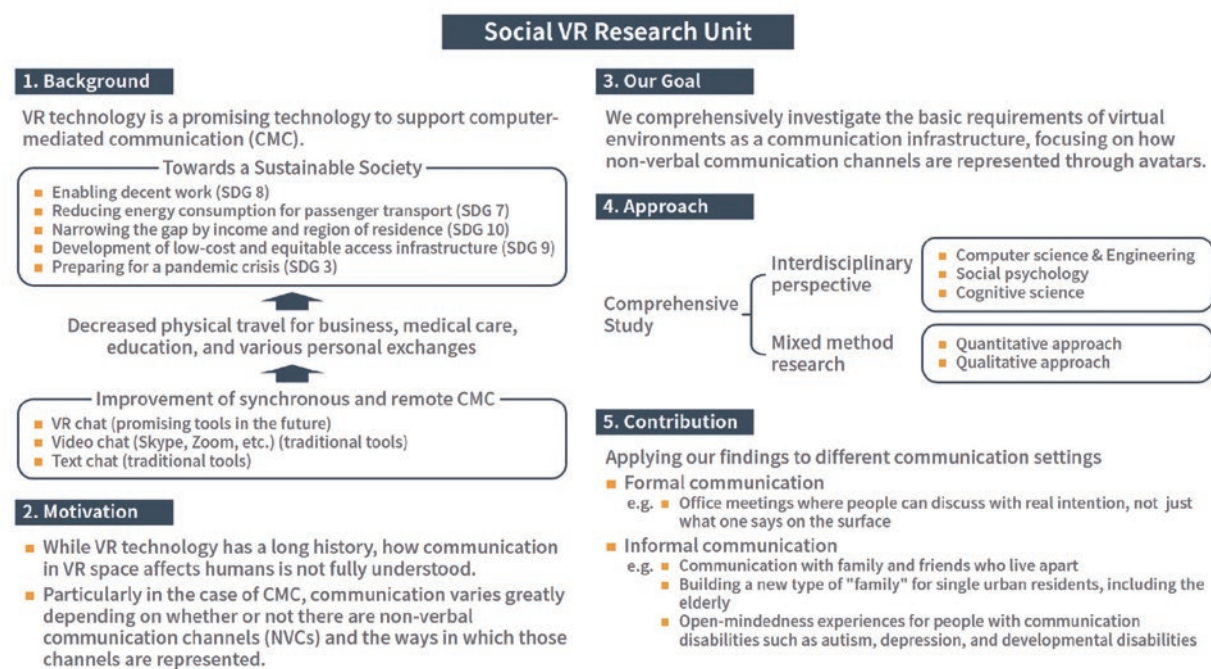 Social VR Research Unit
1. Background
VR technology is a promising technology to support computer-
mediated communication (CMC).
Towards a Sustainable Society
Enabling decent work (SDG 8)
Reducing energy consumption for passenger transport (SDG 7)
Narrowing the gap by income and region of residence (SDG 10)
Development of low-cost and equitable access infrastructure (SDG 9)
Preparing for a pandemic crisis (SDG 3)
Decreased physical travel for business, medical care,
education, and various personal exchanges
Improvement of synchronous and remote CMC
VR chat (promising tools in the future)
Video chat (Skype, Zoom, etc.) (traditional tools)
Text chat (traditional tools)
2. Motivation
While VR technology has a long history, how communication
in VR space affects humans is not fully understood.
Particularly in the case of CMC, communication varies greatly
depending on whether or not there are non-verbal
communication channels (NVCs) and the ways in which those
channels are represented.
3. Our Goal
We comprehensively investigate the basic requirements of virtual
environments as a communication infrastructure, focusing on how
non-verbal communication channels are represented through avatars.
4. Approach
Comprehensive
Study
Interdisciplinary
perspective
Computer science & Engineering
Social psychology
Cognitive science
Mixed method
research
Quantitative approach
Qualitative approach
5. Contribution
Applying our findings to different communication settings
Formal communication
e.g. Office meetings where people can discuss with real intention, not just
what one says on the surface
Informal communication
e.g. Communication with family and friends who live apart
Building a new type of "family" for single urban residents, including the
elderly
Open-mindedness experiences for people with communication
disabilities such as autism, depression, and developmental disabilities